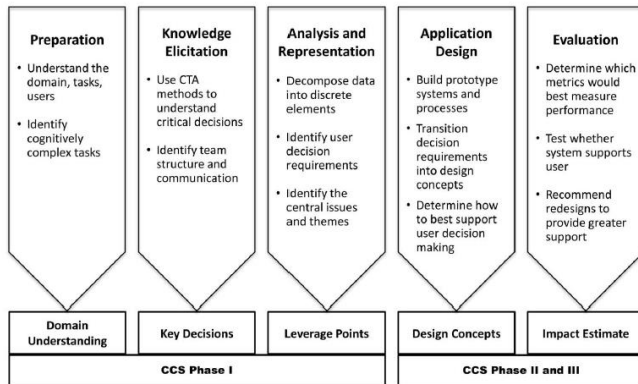 Preparation
• Understand the
domain, tasks,
users
• Identify
cognitively
complex tasks
Knowledge
Elicitation
• Use CTA
methods to
understand
critical decisions
• Identify team
structure and
communication
Analysis and
Representation
• Decompose data
into discrete
elements
• Identify user
decision
requirements
• Identify the
central issues
and themes
Application
Design
• Build prototype
systems and
processes
• Transition
decision
requirements
into design
concepts
• Determine how
to best support
user decision
making
Evaluation
• Determine which
metrics would
best measure
performance
• Test whether
system supports
user
• Recommend
redesigns to
provide greater
support
Domain
Understanding
Key Decisions
Leverage Points
Design Concepts
Impact Estimate
CCS Phase I
CCS Phase II and III